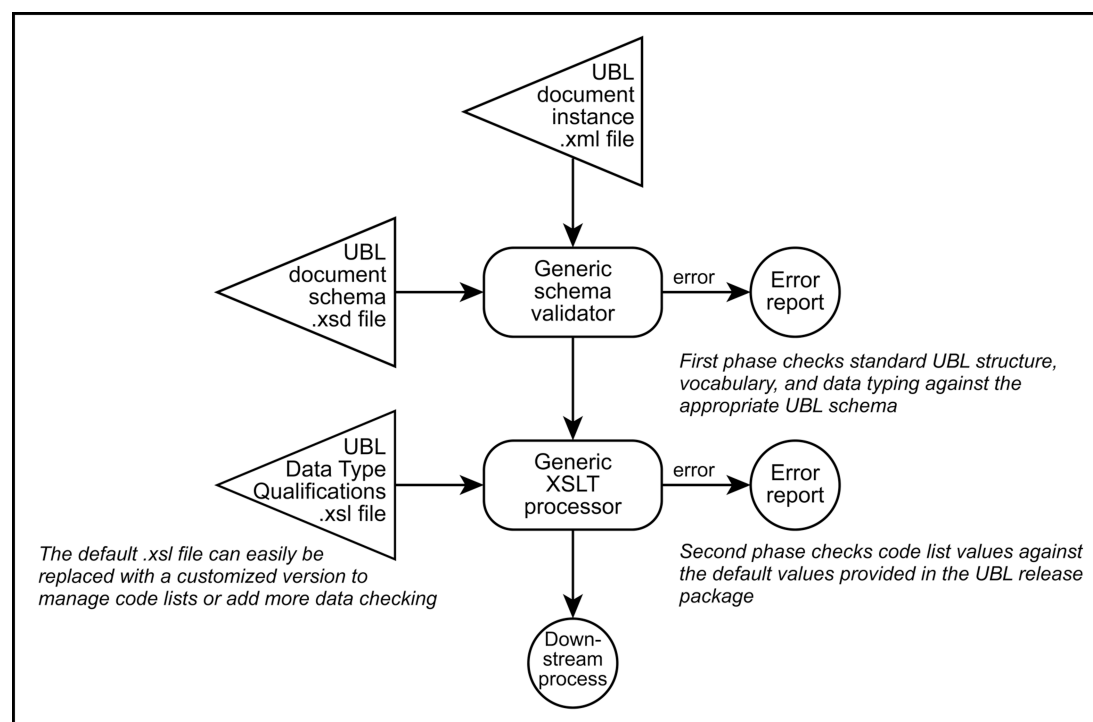 UBL
document
instance
.xml file
UBL
document
schema
.xsd file
Generic
schema
validator
error
Error
report
First phase checks standard UBL structure,
vocabulary, and data typing against the
appropriate UBL schema
UBL
Data Type
Qualifications
.xsl file
Generic
XSLT
processor
error
Error
report
The default .xsl file can easily be
replaced with a customized version to
manage code lists or add more data checking
Second phase checks code list values against
the default values provided in the UBL release
package
Down-
stream
process